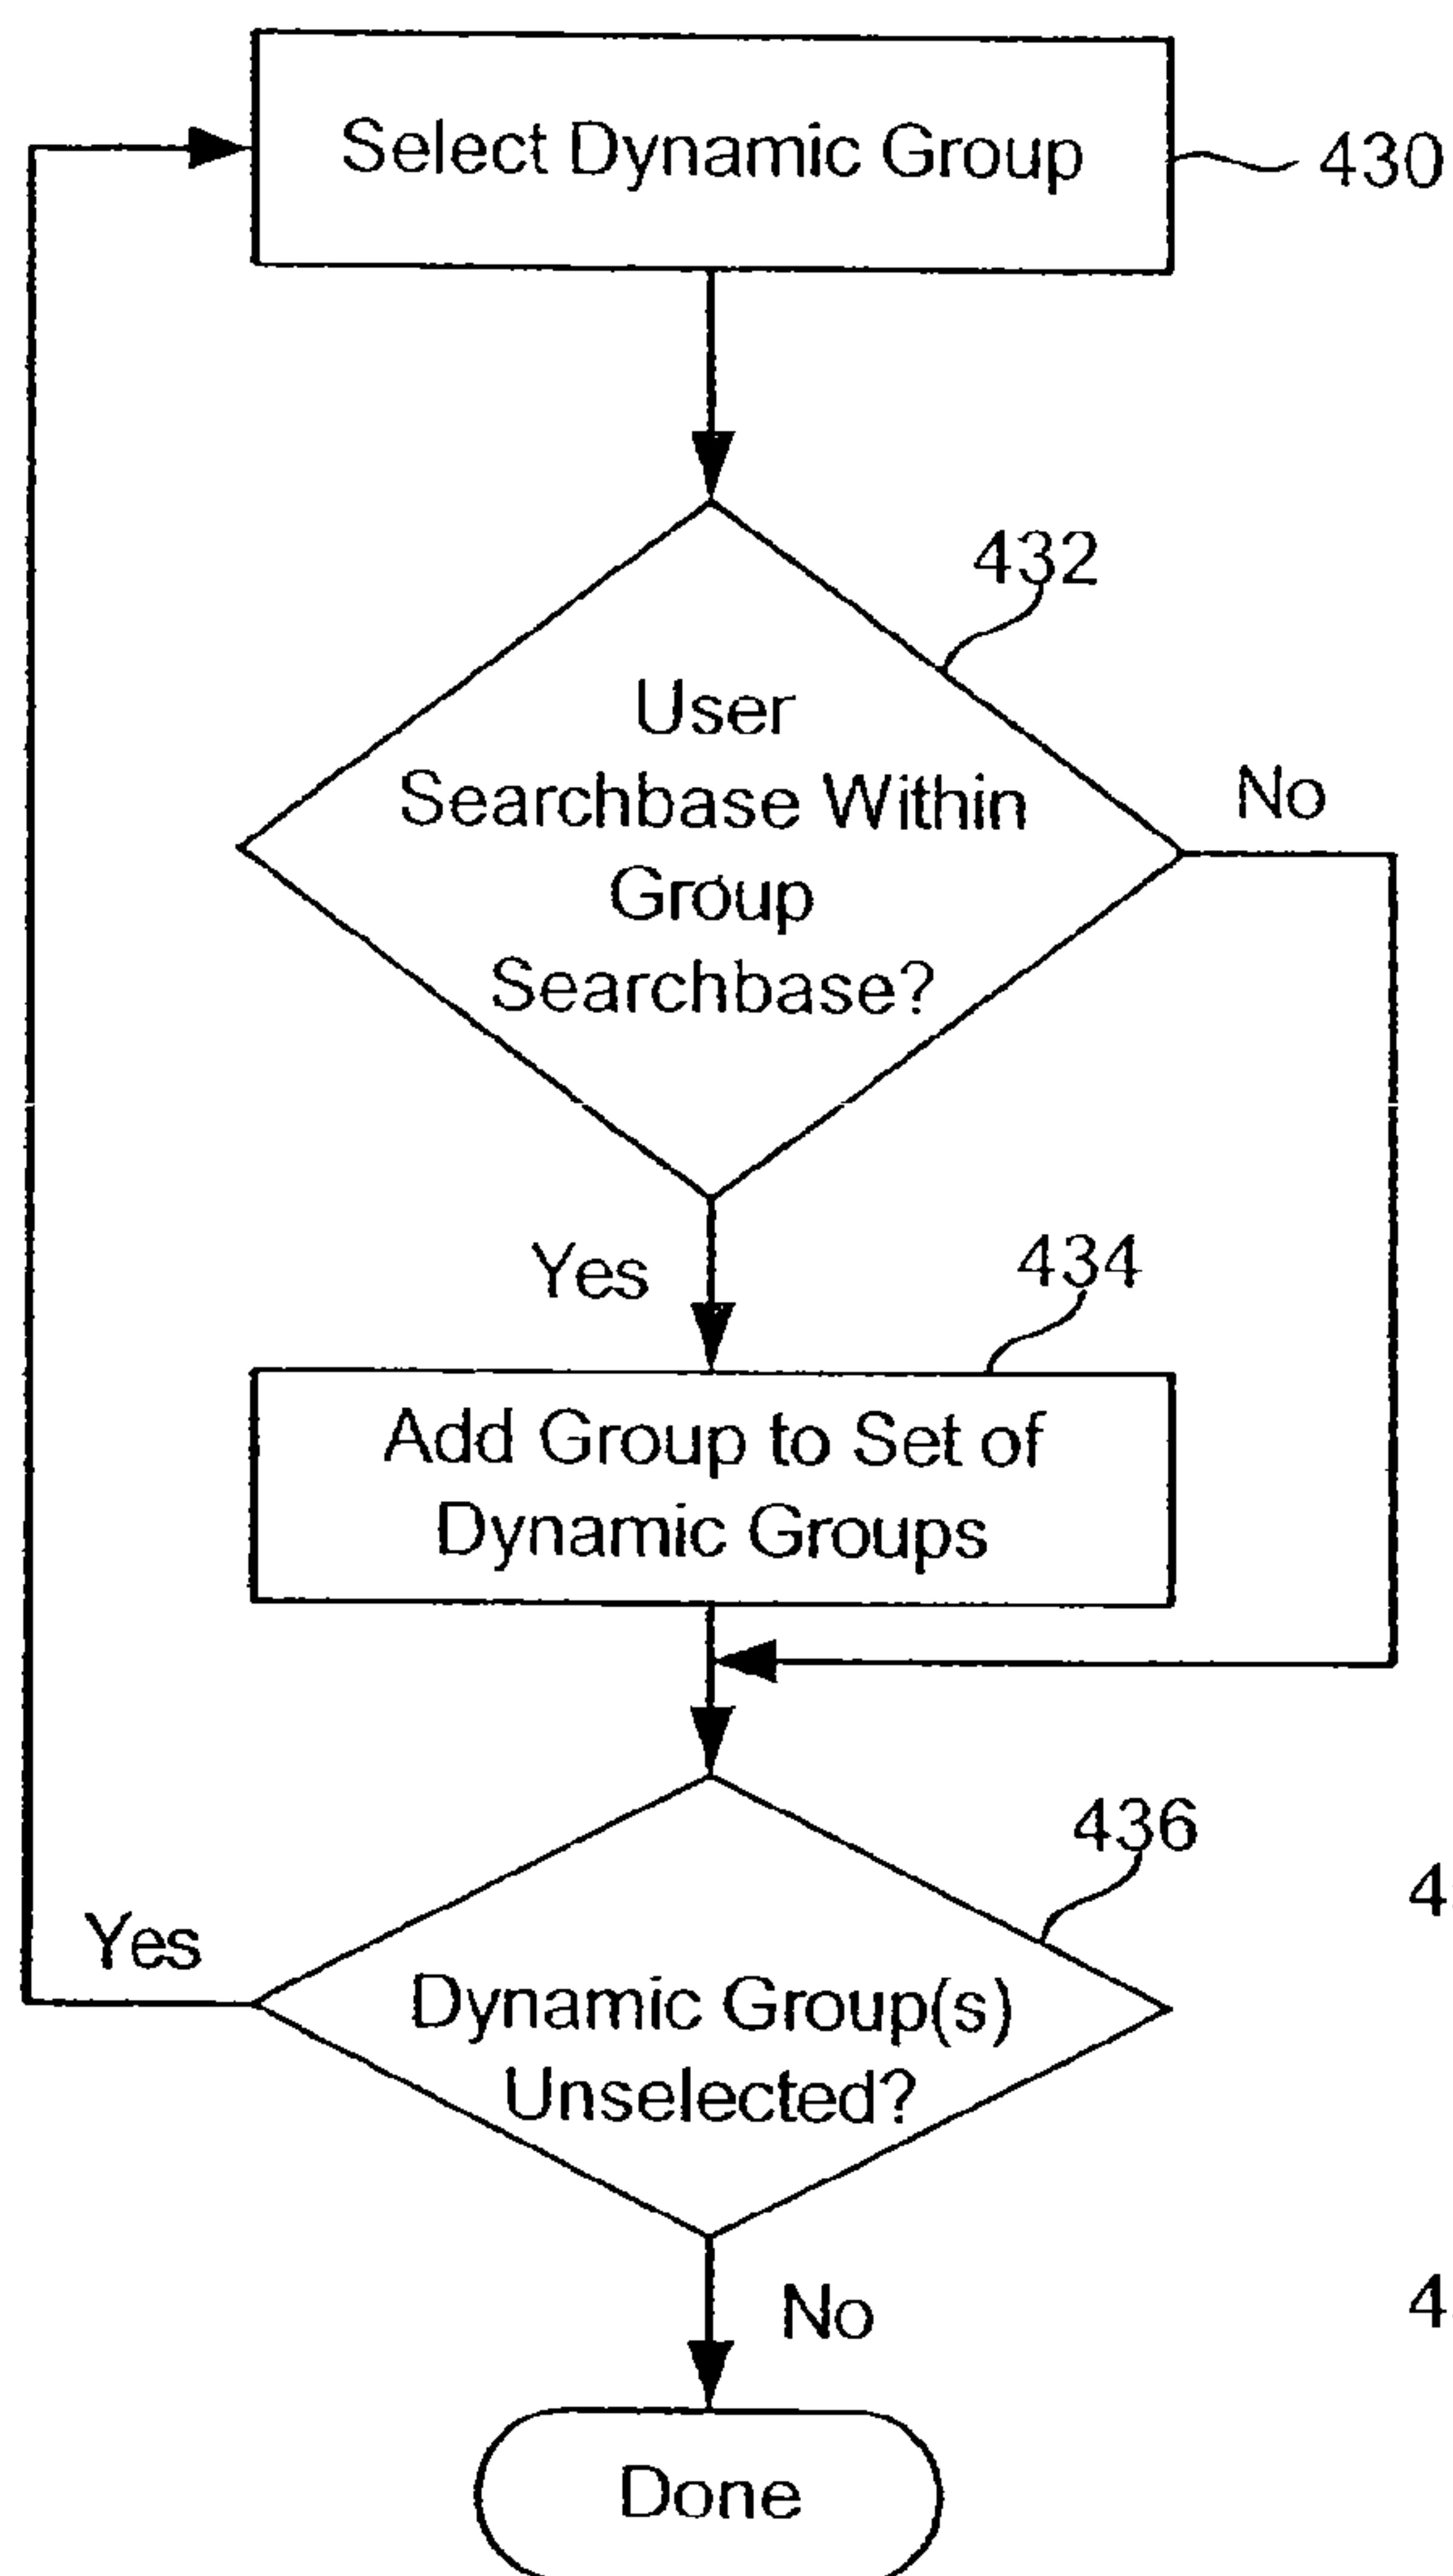 Select Dynamic Group
430
432
User
Searchbase Within
Group
Searchbase?
No
Yes
434
Add Group to Set of
Dynamic Groups
436
Yes
Dynamic Group(s)
Unselected?
No
Done